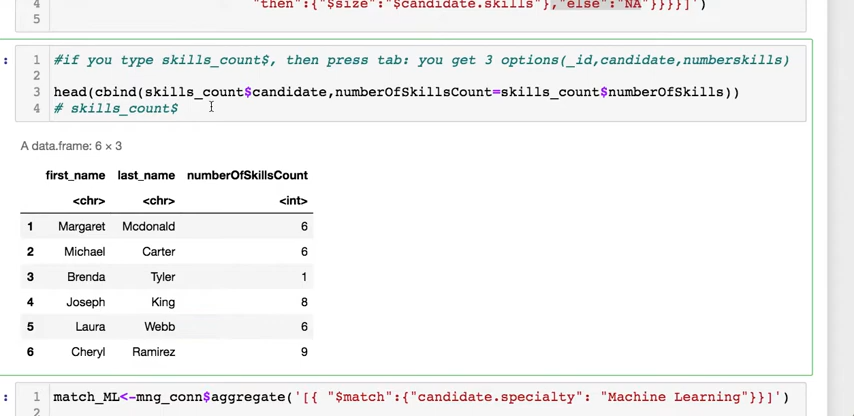 4 "then":{"$size":"$candidate.skills"},"else":"NA"}}}}]')
5
: 1 #if you type skills_count$, then press tab: you get 3 options(_id,candidate,numberskills)
2
3 head(cbind(skills_count$candidate,numberOfSkillsCount=skills_count$numberOfSkills))
4 # skills_count$
A data.frame: 6 × 3
first_name last_name numberOfSkillsCount
<chr> <chr> <int>
1 Margaret Mcdonald 6
2 Michael Carter 6
3 Brenda Tyler 1
4 Joseph King 8
5 Laura Webb 6
6 Cheryl Ramirez 9
: 1 match_ML<-mng_conn$aggregate('[{ "$match":{"candidate.specialty": "Machine Learning"}}]')
2